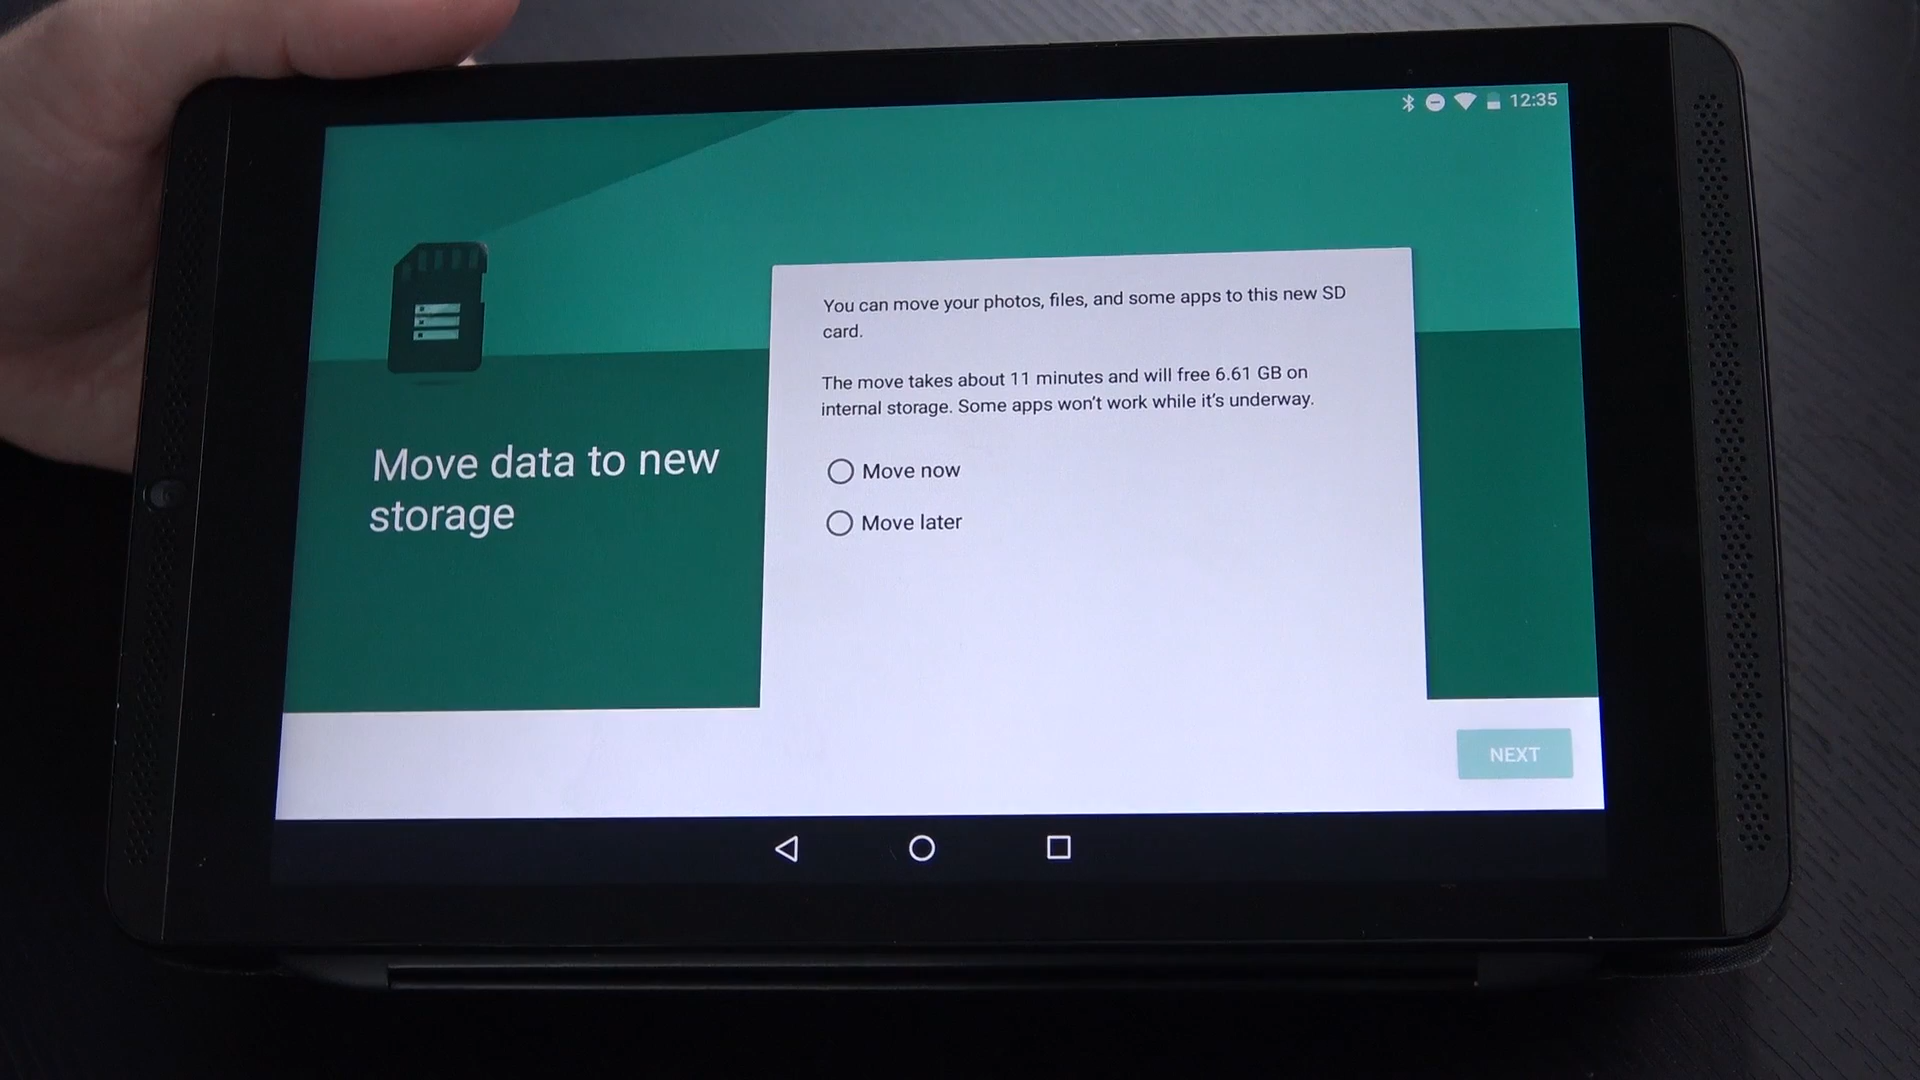 12:35
Move data to new
storage
You can move your photos, files, and some apps to this new SD
card.
The move takes about 11 minutes and will free 6.61 GB on
internal storage. Some apps won't work while it's underway.
Move now
Move later
NEXT